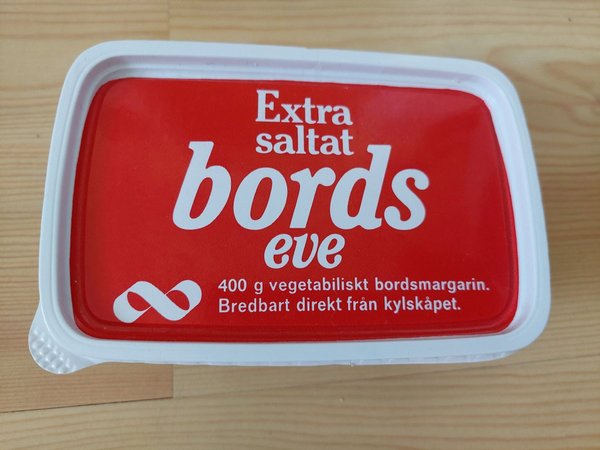 Extra
saltat
bords
eve
400 g vegetabiliskt bordsmargarin.
Bredbart direkt från kylskåpet.